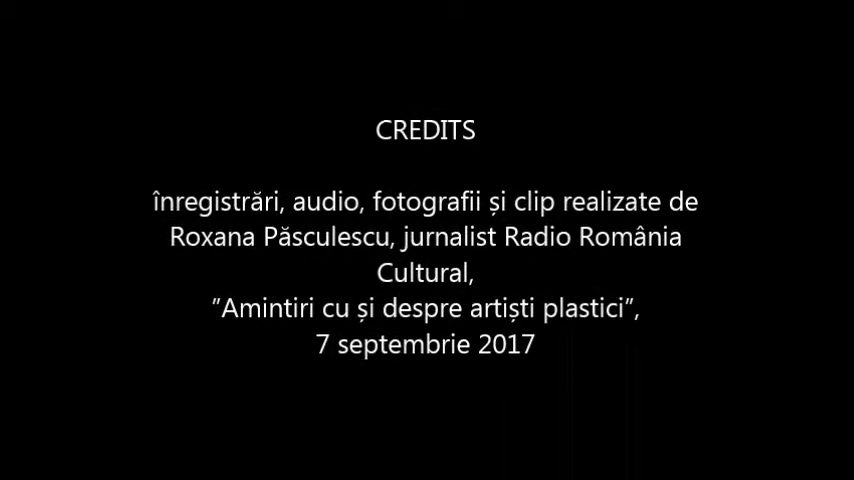 CREDITS
înregistrări, audio, fotografii și clip realizate de
Roxana Păsculescu, jurnalist Radio România
Cultural,
”Amintiri cu și despre artiști plastici”,
7 septembrie 2017